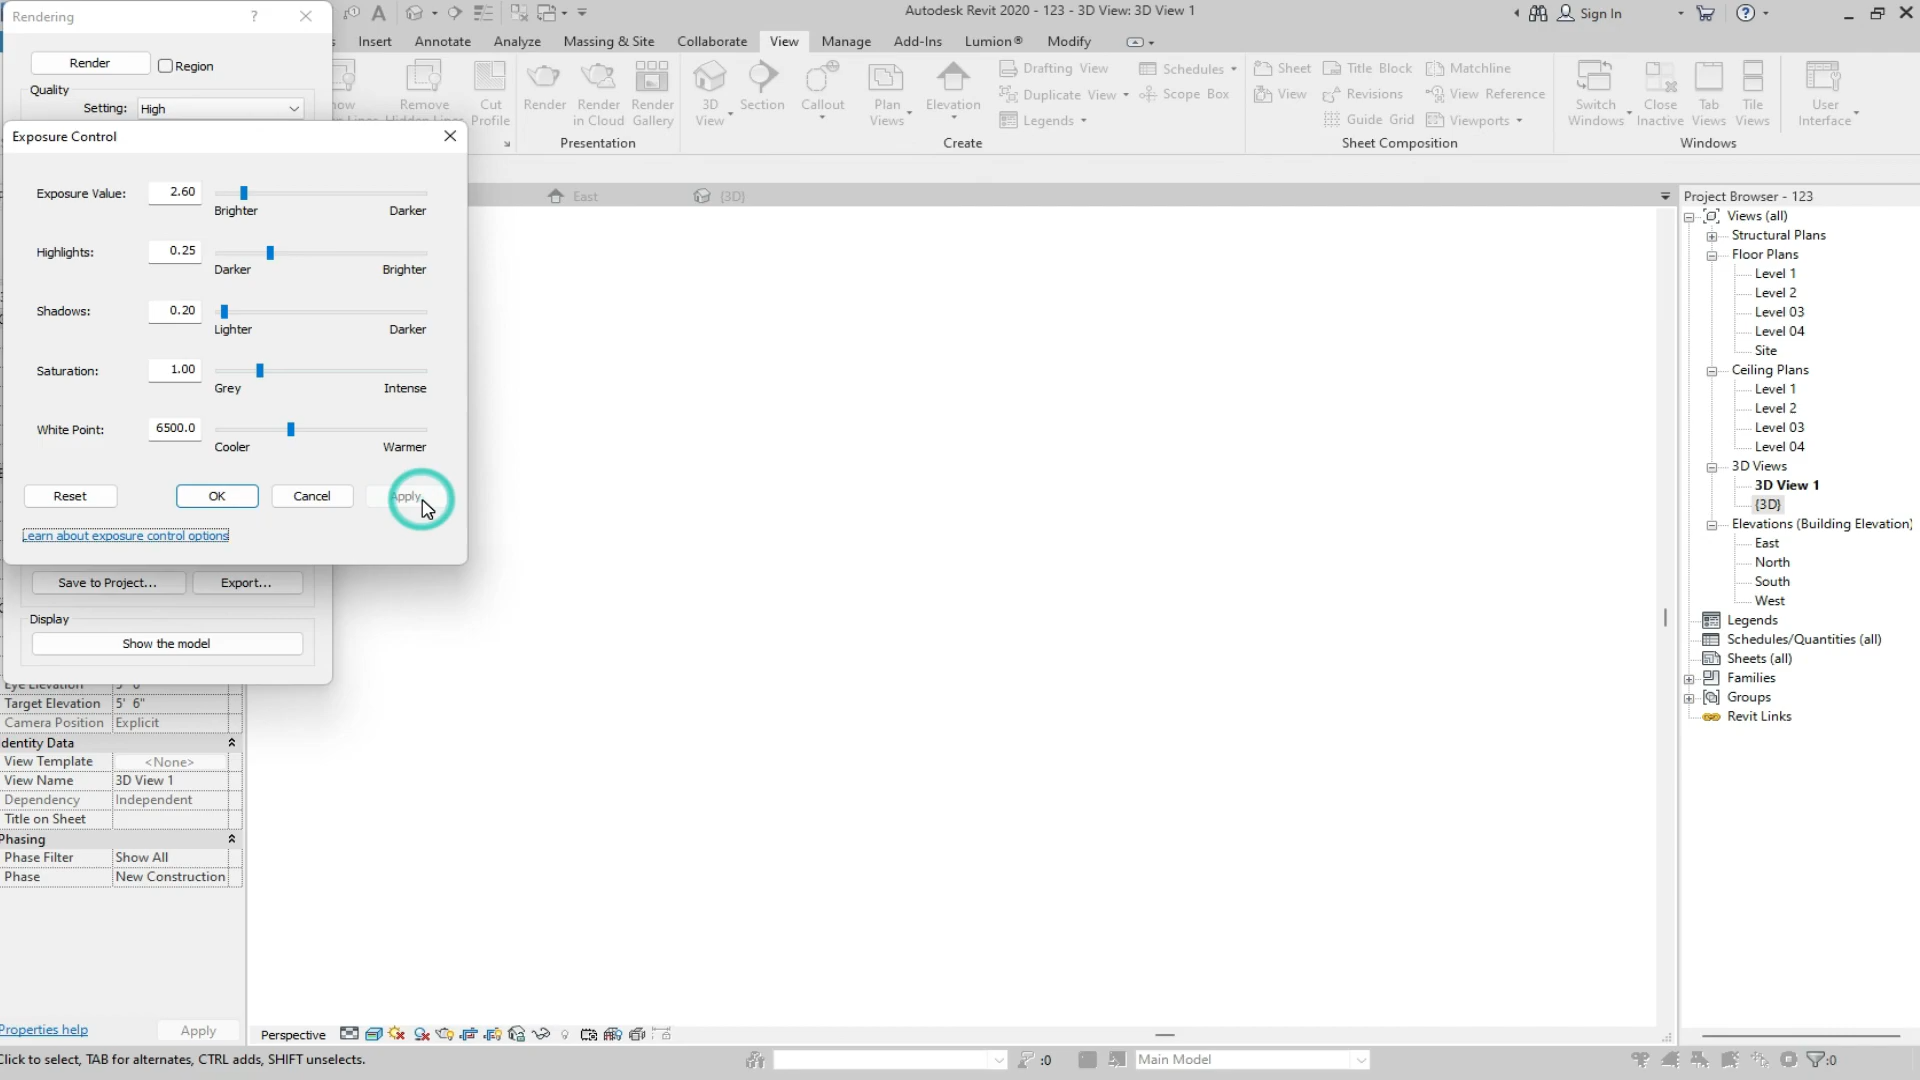 Rendering
?
Autodesk Revit 2020 - 123 - 3D View: 3D View 1
Sign In
Insert
Annotate
Analyze
Massing & Site
Collaborate
View
Manage
Add-Ins
Lumion®
Modify
Render
Region
Quality
Setting:
High
Remove
Cut
Profile
Render
Render
in Cloud
Render
Gallery
Presentation
3D
View
Section
Callout
Plan
Views
Elevation
Drafting View
Duplicate View
Legends
Schedules
Scope Box
Create
Sheet
View
Title Block
Revisions
Guide Grid
Matchline
View Reference
Viewports
Sheet Composition
Switch
Windows
Close
Inactive
Tab
Views
Tile
Views
Windows
User
Interface
Exposure Control
Exposure Value:
2.60
Brighter
Darker
Highlights:
0.25
Darker
Brighter
Shadows:
0.20
Lighter
Darker
Saturation:
1.00
Grey
Intense
White Point:
6500.0
Cooler
Warmer
Reset
OK
Cancel
Apply
Learn about exposure control options
Save to Project...
Export...
Display
Show the model
East
{3D}
Project Browser - 123
Views (all)
Structural Plans
Floor Plans
Level 1
Level 2
Level 03
Level 04
Site
Ceiling Plans
Level 1
Level 2
Level 03
Level 04
3D Views
3D View 1
{3D}
Elevations (Building Elevation)
East
North
South
West
Legends
Schedules/Quantities (all)
Sheets (all)
Families
Groups
Revit Links
Target Elevation
5' 6"
Camera Position
Explicit
dentity Data
View Template
<None>
View Name
3D View 1
Dependency
Independent
Title on Sheet
Phasing
Phase Filter
Show All
Phase
New Construction
Properties help
Apply
Perspective
Click to select, TAB for alternates, CTRL adds, SHIFT unselects.
:0
Main Model
:0